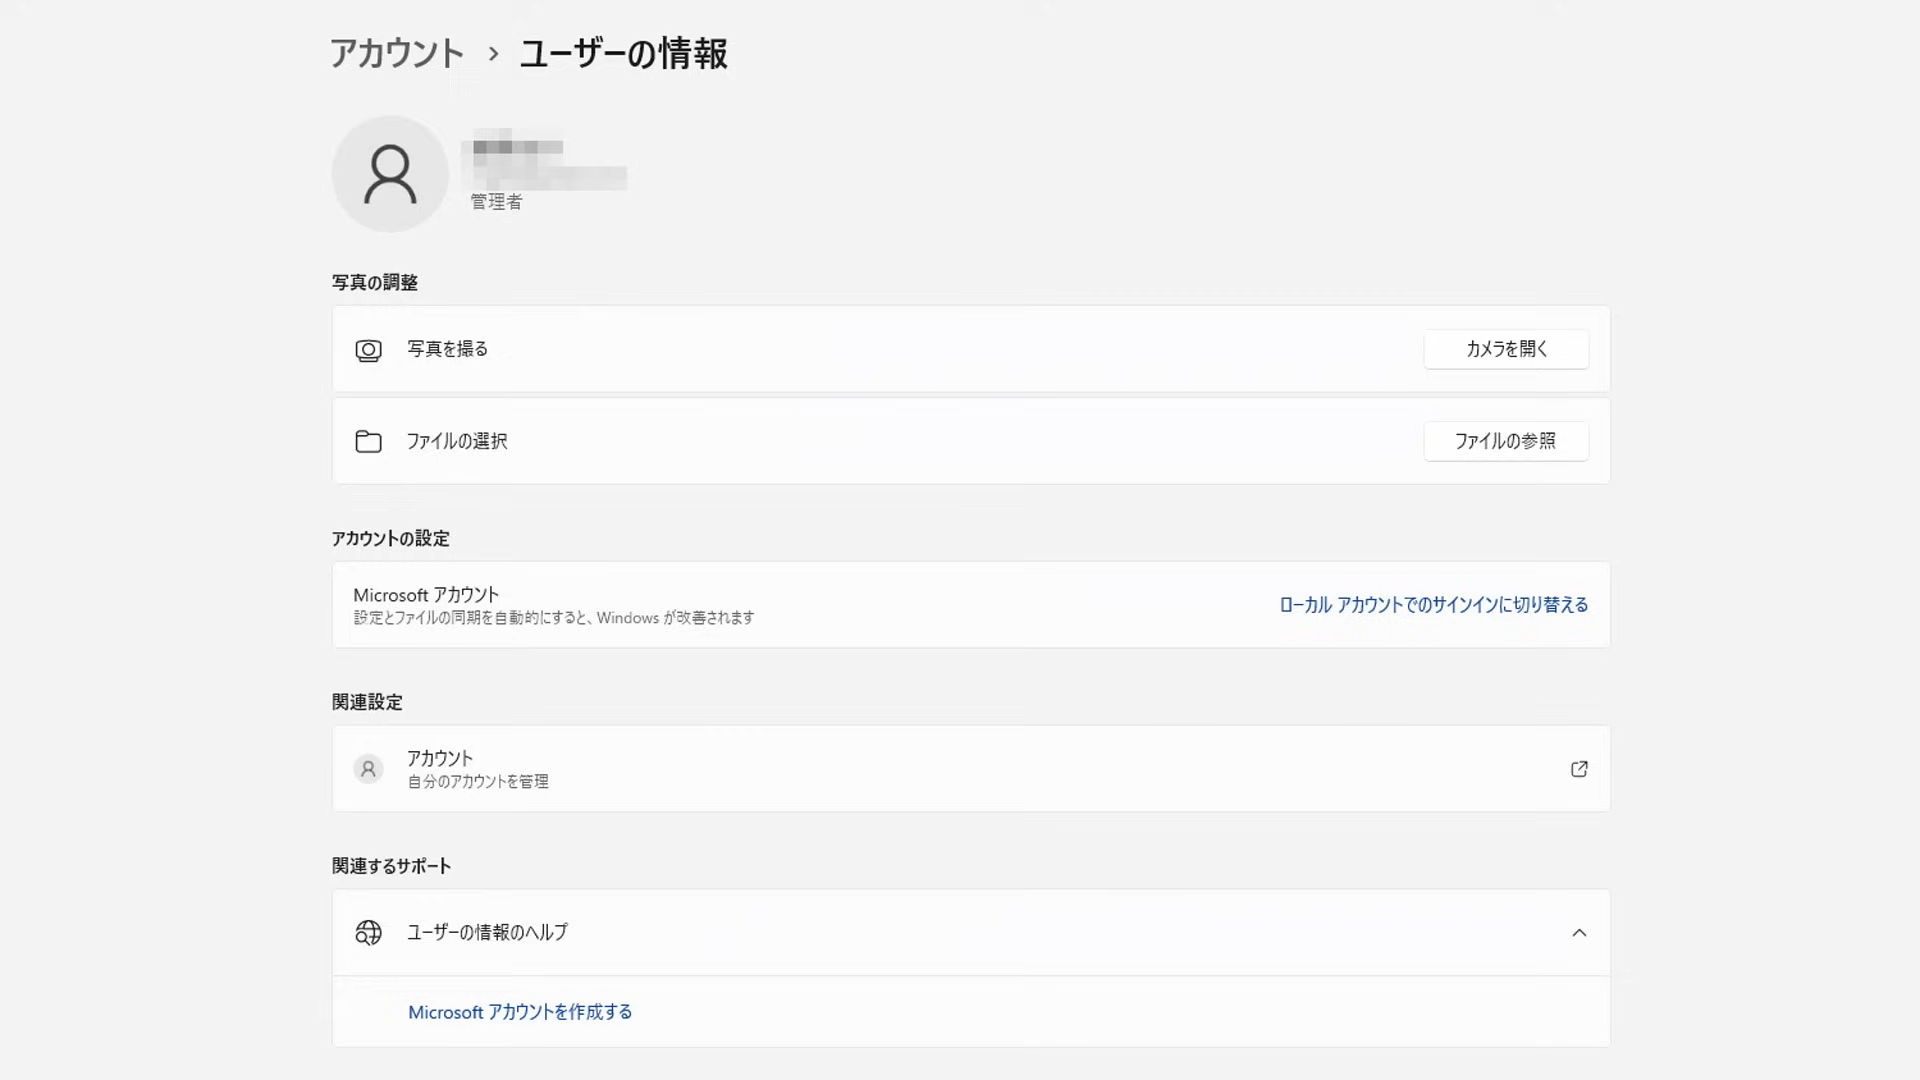 アカウント › ユーザーの情報
管理者
写真の調整
写真を撮る
カメラを開く
ファイルの選択
ファイルの参照
アカウントの設定
Microsoft アカウント
設定とファイルの同期を自動的にすると、Windows が改善されます
ローカル アカウントでのサインインに切り替える
関連設定
アカウント
自分のアカウントを管理
関連するサポート
ユーザーの情報のヘルプ
Microsoft アカウントを作成する